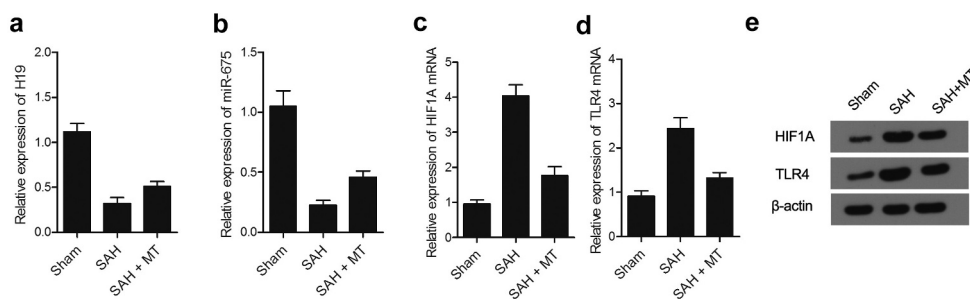 a
Relative expression of H19
2.0
1.5
1.0
0.5
0.0
Sham
SAH
SAH + MT
b
Relative expression of miR-675
1.5
1.0
0.5
0.0
Sham
SAH
SAH + MT
c
Relative expression of HIF1A mRNA
5
4
3
2
1
0
Sham
SAH
SAH + MT
d
Relative expression of TLR4 mRNA
4
3
2
1
0
Sham
SAH
SAH + MT
e
Sham
SAH
SAH+MT
HIF1A
TLR4
β-actin